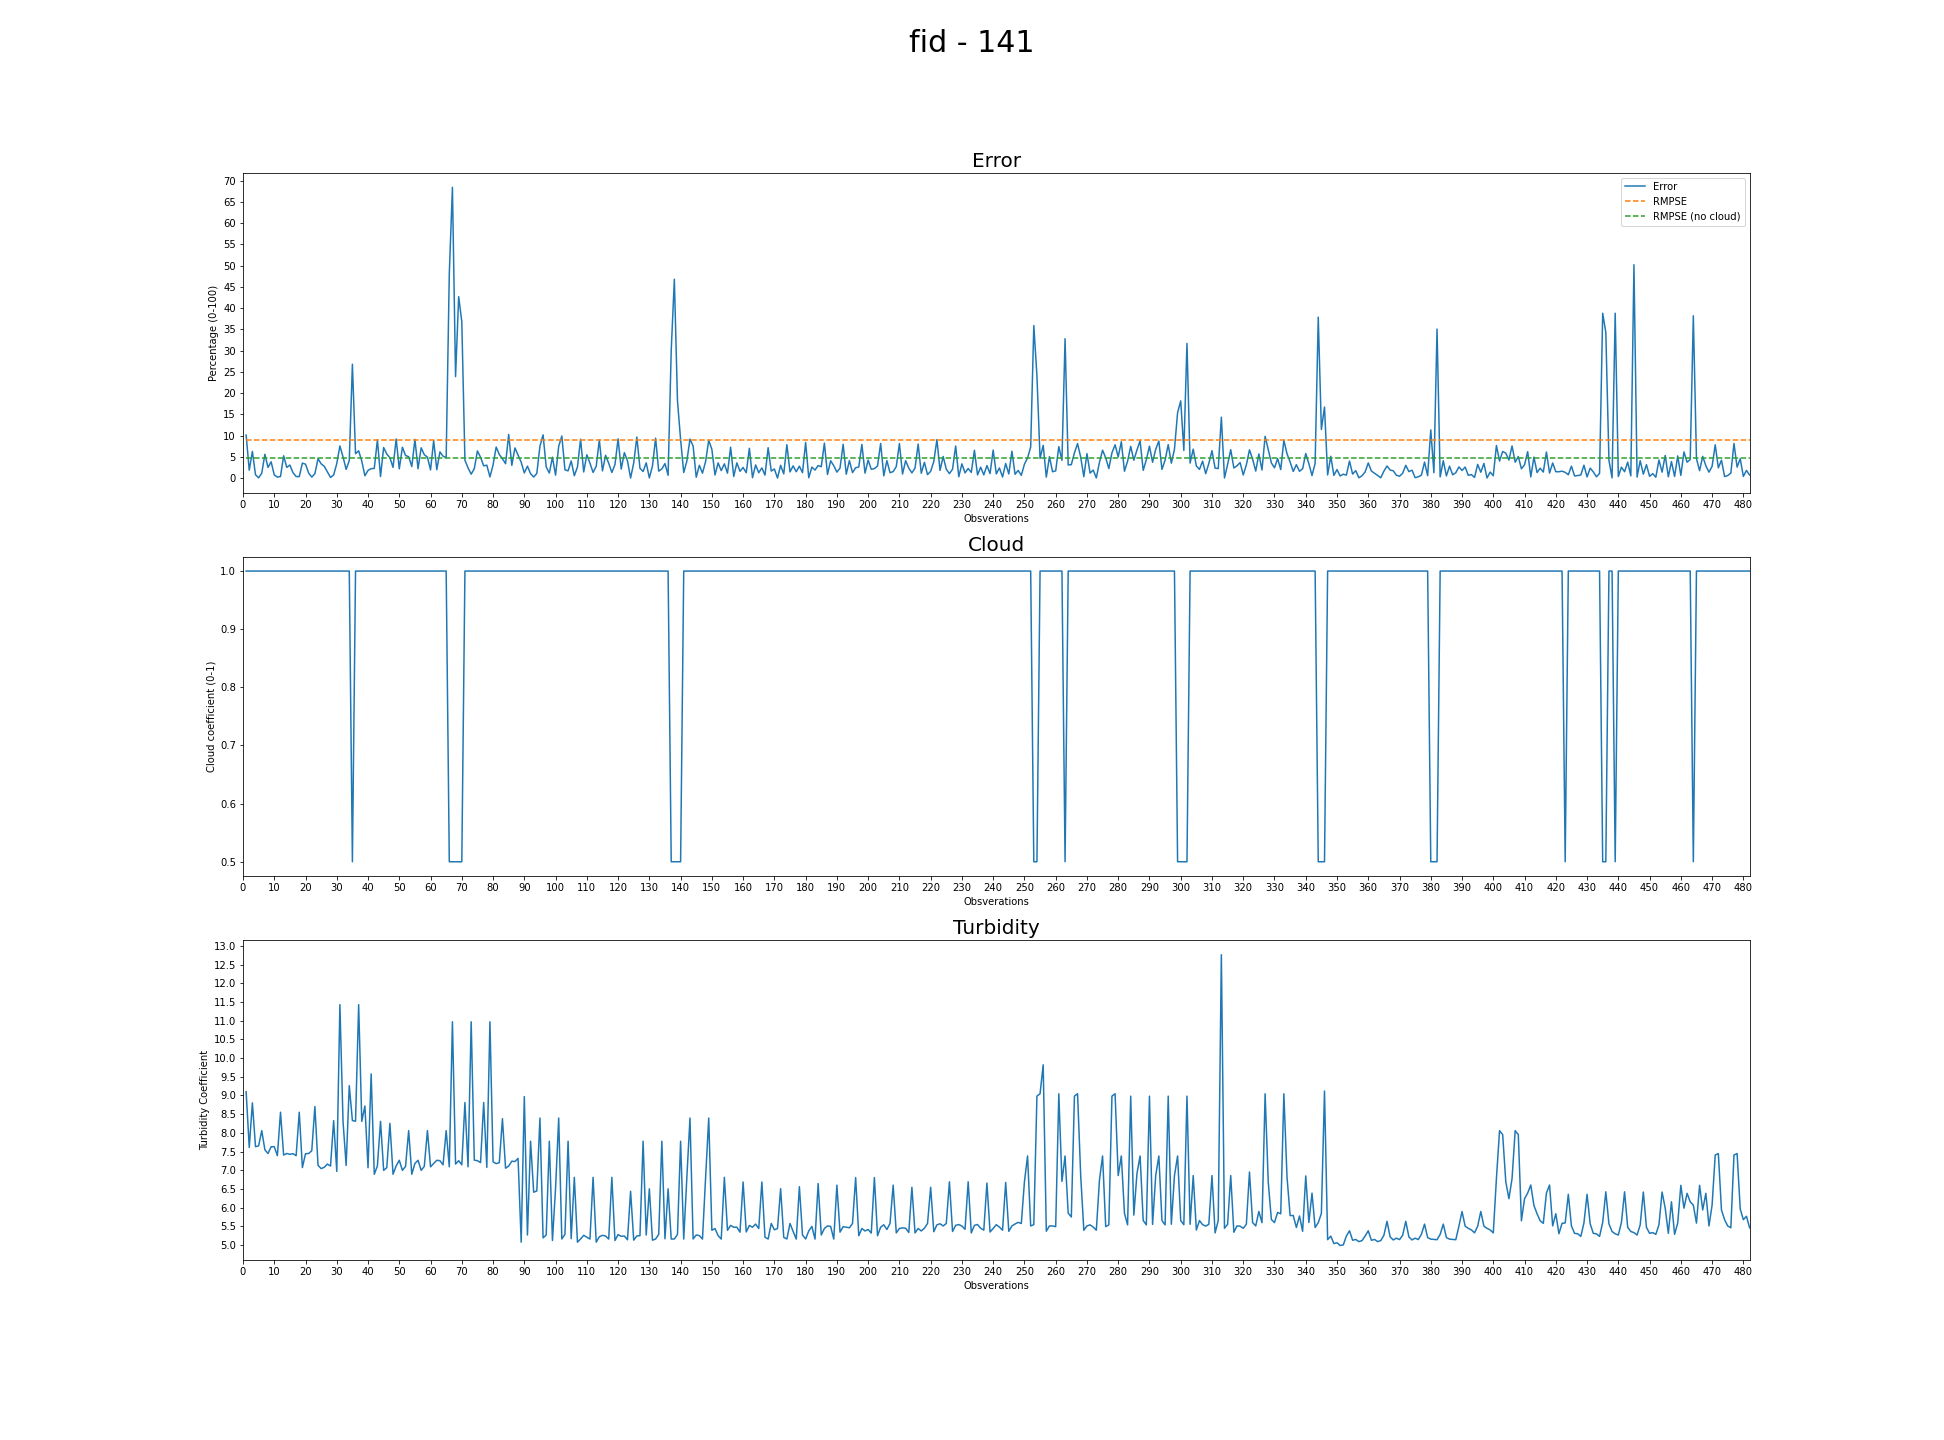 fid - 141
Error
70
65
60
55
50
45
40
35
30
25
20
15
10
5
0
Percentage (0-100)
Error
RMPSE
RMPSE (no cloud)
0 10 20 30 40 50 60 70 80 90 100 110 120 130 140 150 160 170 180 190 200 210 220 230 240 250 260 270 280 290 300 310 320 330 340 350 360 370 380 390 400 410 420 430 440 450 460 470 480
Obsverations
Cloud
1.0
0.9
0.8
0.7
0.6
0.5
Cloud coefficient (0-1)
0 10 20 30 40 50 60 70 80 90 100 110 120 130 140 150 160 170 180 190 200 210 220 230 240 250 260 270 280 290 300 310 320 330 340 350 360 370 380 390 400 410 420 430 440 450 460 470 480
Obsverations
Turbidity
13.0
12.5
12.0
11.5
11.0
10.5
10.0
9.5
9.0
8.5
8.0
7.5
7.0
6.5
6.0
5.5
5.0
Turbidity Coefficient
0 10 20 30 40 50 60 70 80 90 100 110 120 130 140 150 160 170 180 190 200 210 220 230 240 250 260 270 280 290 300 310 320 330 340 350 360 370 380 390 400 410 420 430 440 450 460 470 480
Obsverations